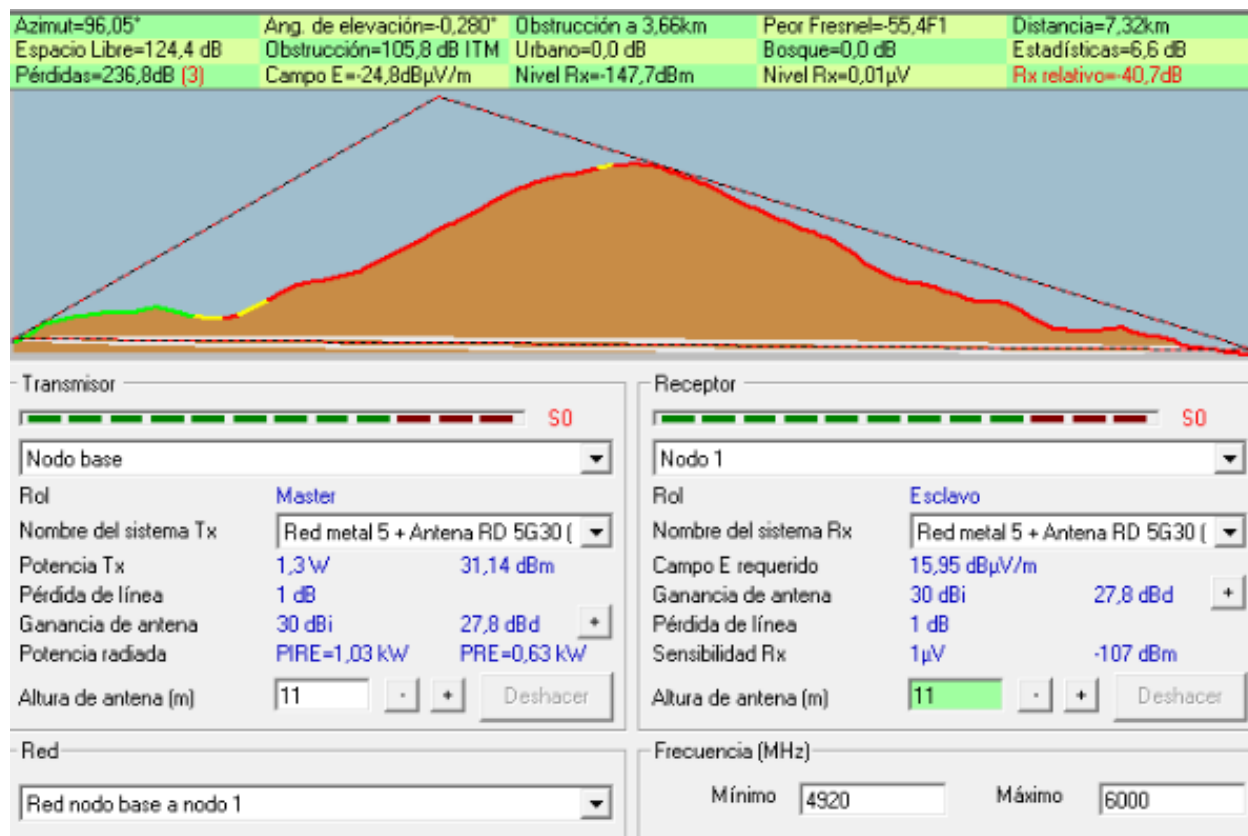 Azimut=96,05° Ang. de elevación=-0,280° Obstrucción a 3,66km Peor Fresnel=-55,4F1 Distancia=7,32km
Espacio Libre=124,4 dB Obstrucción=105,8 dB ITM Urbano=0,0 dB Bosque=0,0 dB Estadísticas=6,6 dB
Pérdidas=236,8dB (3) Campo E=-24,8dBµV/m Nivel Rx=-147,7dBm Nivel Rx=0,01µV Rx relativo=-40,7dB
Transmisor
S0
Nodo base
Rol Master
Nombre del sistema Tx Red metal 5 + Antena RD 5G30 (
Potencia Tx 1,3 W 31,14 dBm
Pérdida de línea 1 dB
Ganancia de antena 30 dBi 27,8 dBd +
Potencia radiada PIRE=1,03 kW PRE=0,63 kW
Altura de antena (m) 11 - + Deshacer
Receptor
S0
Nodo 1
Rol Esclavo
Nombre del sistema Rx Red metal 5 + Antena RD 5G30 (
Campo E requerido 15,95 dBµV/m
Ganancia de antena 30 dBi 27,8 dBd +
Pérdida de línea 1 dB
Sensibilidad Rx 1µV -107 dBm
Altura de antena (m) 11 - + Deshacer
Red
Red nodo base a nodo 1
Frecuencia (MHz)
Mínimo 4920 Máximo 6000